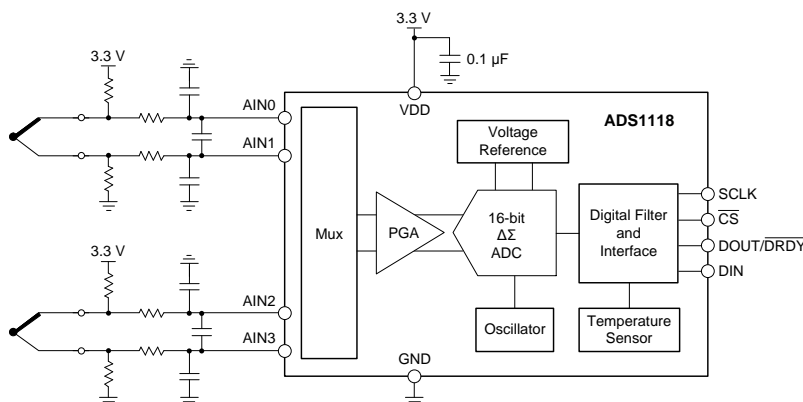 3.3 V
0.1 µF
3.3 V
AIN0
VDD
ADS1118
AIN1
Voltage
Reference
Mux
PGA
16-bit
ΔΣ
ADC
Digital Filter
and
Interface
SCLK
CS
DOUT/DRDY
DIN
3.3 V
AIN2
AIN3
Oscillator
Temperature
Sensor
GND